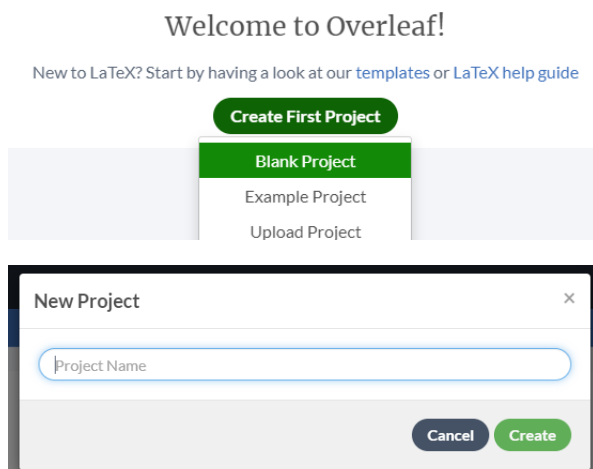 Welcome to Overleaf!
New to LaTeX? Start by having a look at our templates or LaTeX help guide
Create First Project
Blank Project
Example Project
Upload Project
New Project ×
Project Name
Cancel Create